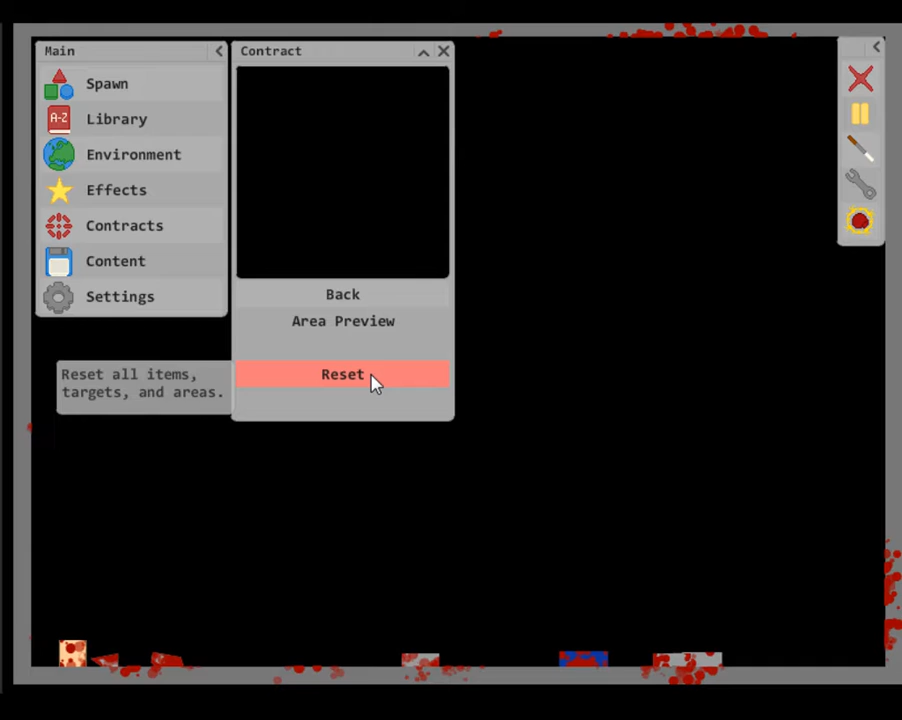 Main
Contract
Spawn
A-Z
Library
Environment
Effects
Contracts
Content
Settings
Back
Area Preview
Reset
Reset all items,
targets, and areas.